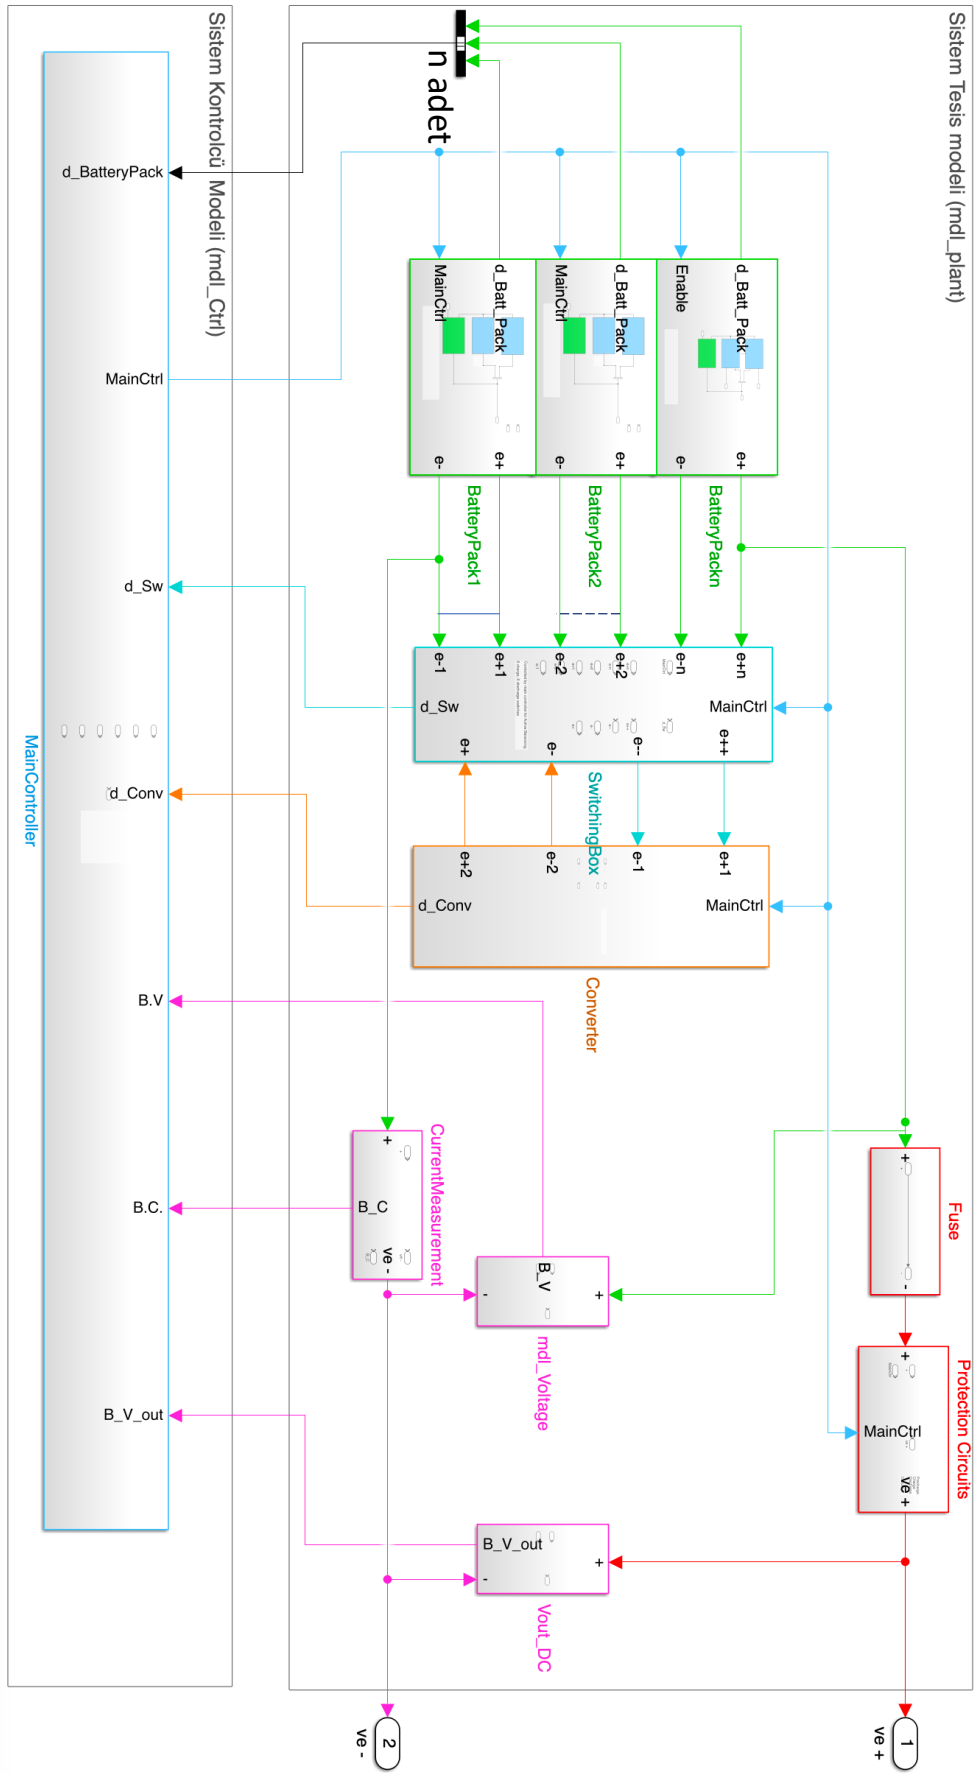 Sistem Tesis modeli (mdl_plant)
Sistem Kontrolcü Modeli (mdl_Ctrl)
n adet
d_BatteryPack
MainCtrl
d_Sw
d_Conv
B.V
B.C.
B_V_out
MainController
d_Batt_Pack
MainCtrl
e+
e-
BatteryPack1
d_Batt_Pack
MainCtrl
e+
e-
BatteryPack2
d_Batt_Pack
Enable
e+
e-
BatteryPackn
e-1
e+1
e-2
e+2
e-n
e+n
MainCtrl
d_Sw
e+
e-
e--
e++
SwitchingBox
e+2
e-2
e-1
e+1
MainCtrl
d_Conv
Converter
+
B_C
ve -
CurrentMeasurement
B_V
+
-
mdl_Voltage
+
-
Fuse
+
MainCtrl
ve +
Protection Circuits
B_V_out
+
-
Vout_DC
1
ve +
2
ve -